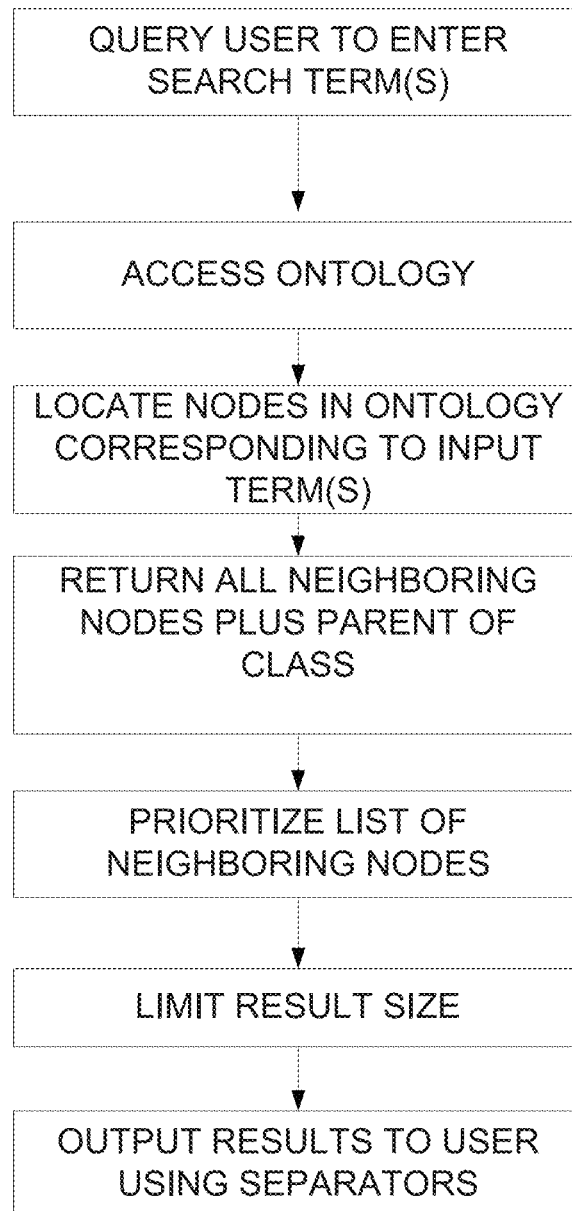 QUERY USER TO ENTER
SEARCH TERM(S)
ACCESS ONTOLOGY
LOCATE NODES IN ONTOLOGY
CORRESPONDING TO INPUT
TERM(S)
RETURN ALL NEIGHBORING
NODES PLUS PARENT OF
CLASS
PRIORITIZE LIST OF
NEIGHBORING NODES
LIMIT RESULT SIZE
OUTPUT RESULTS TO USER
USING SEPARATORS